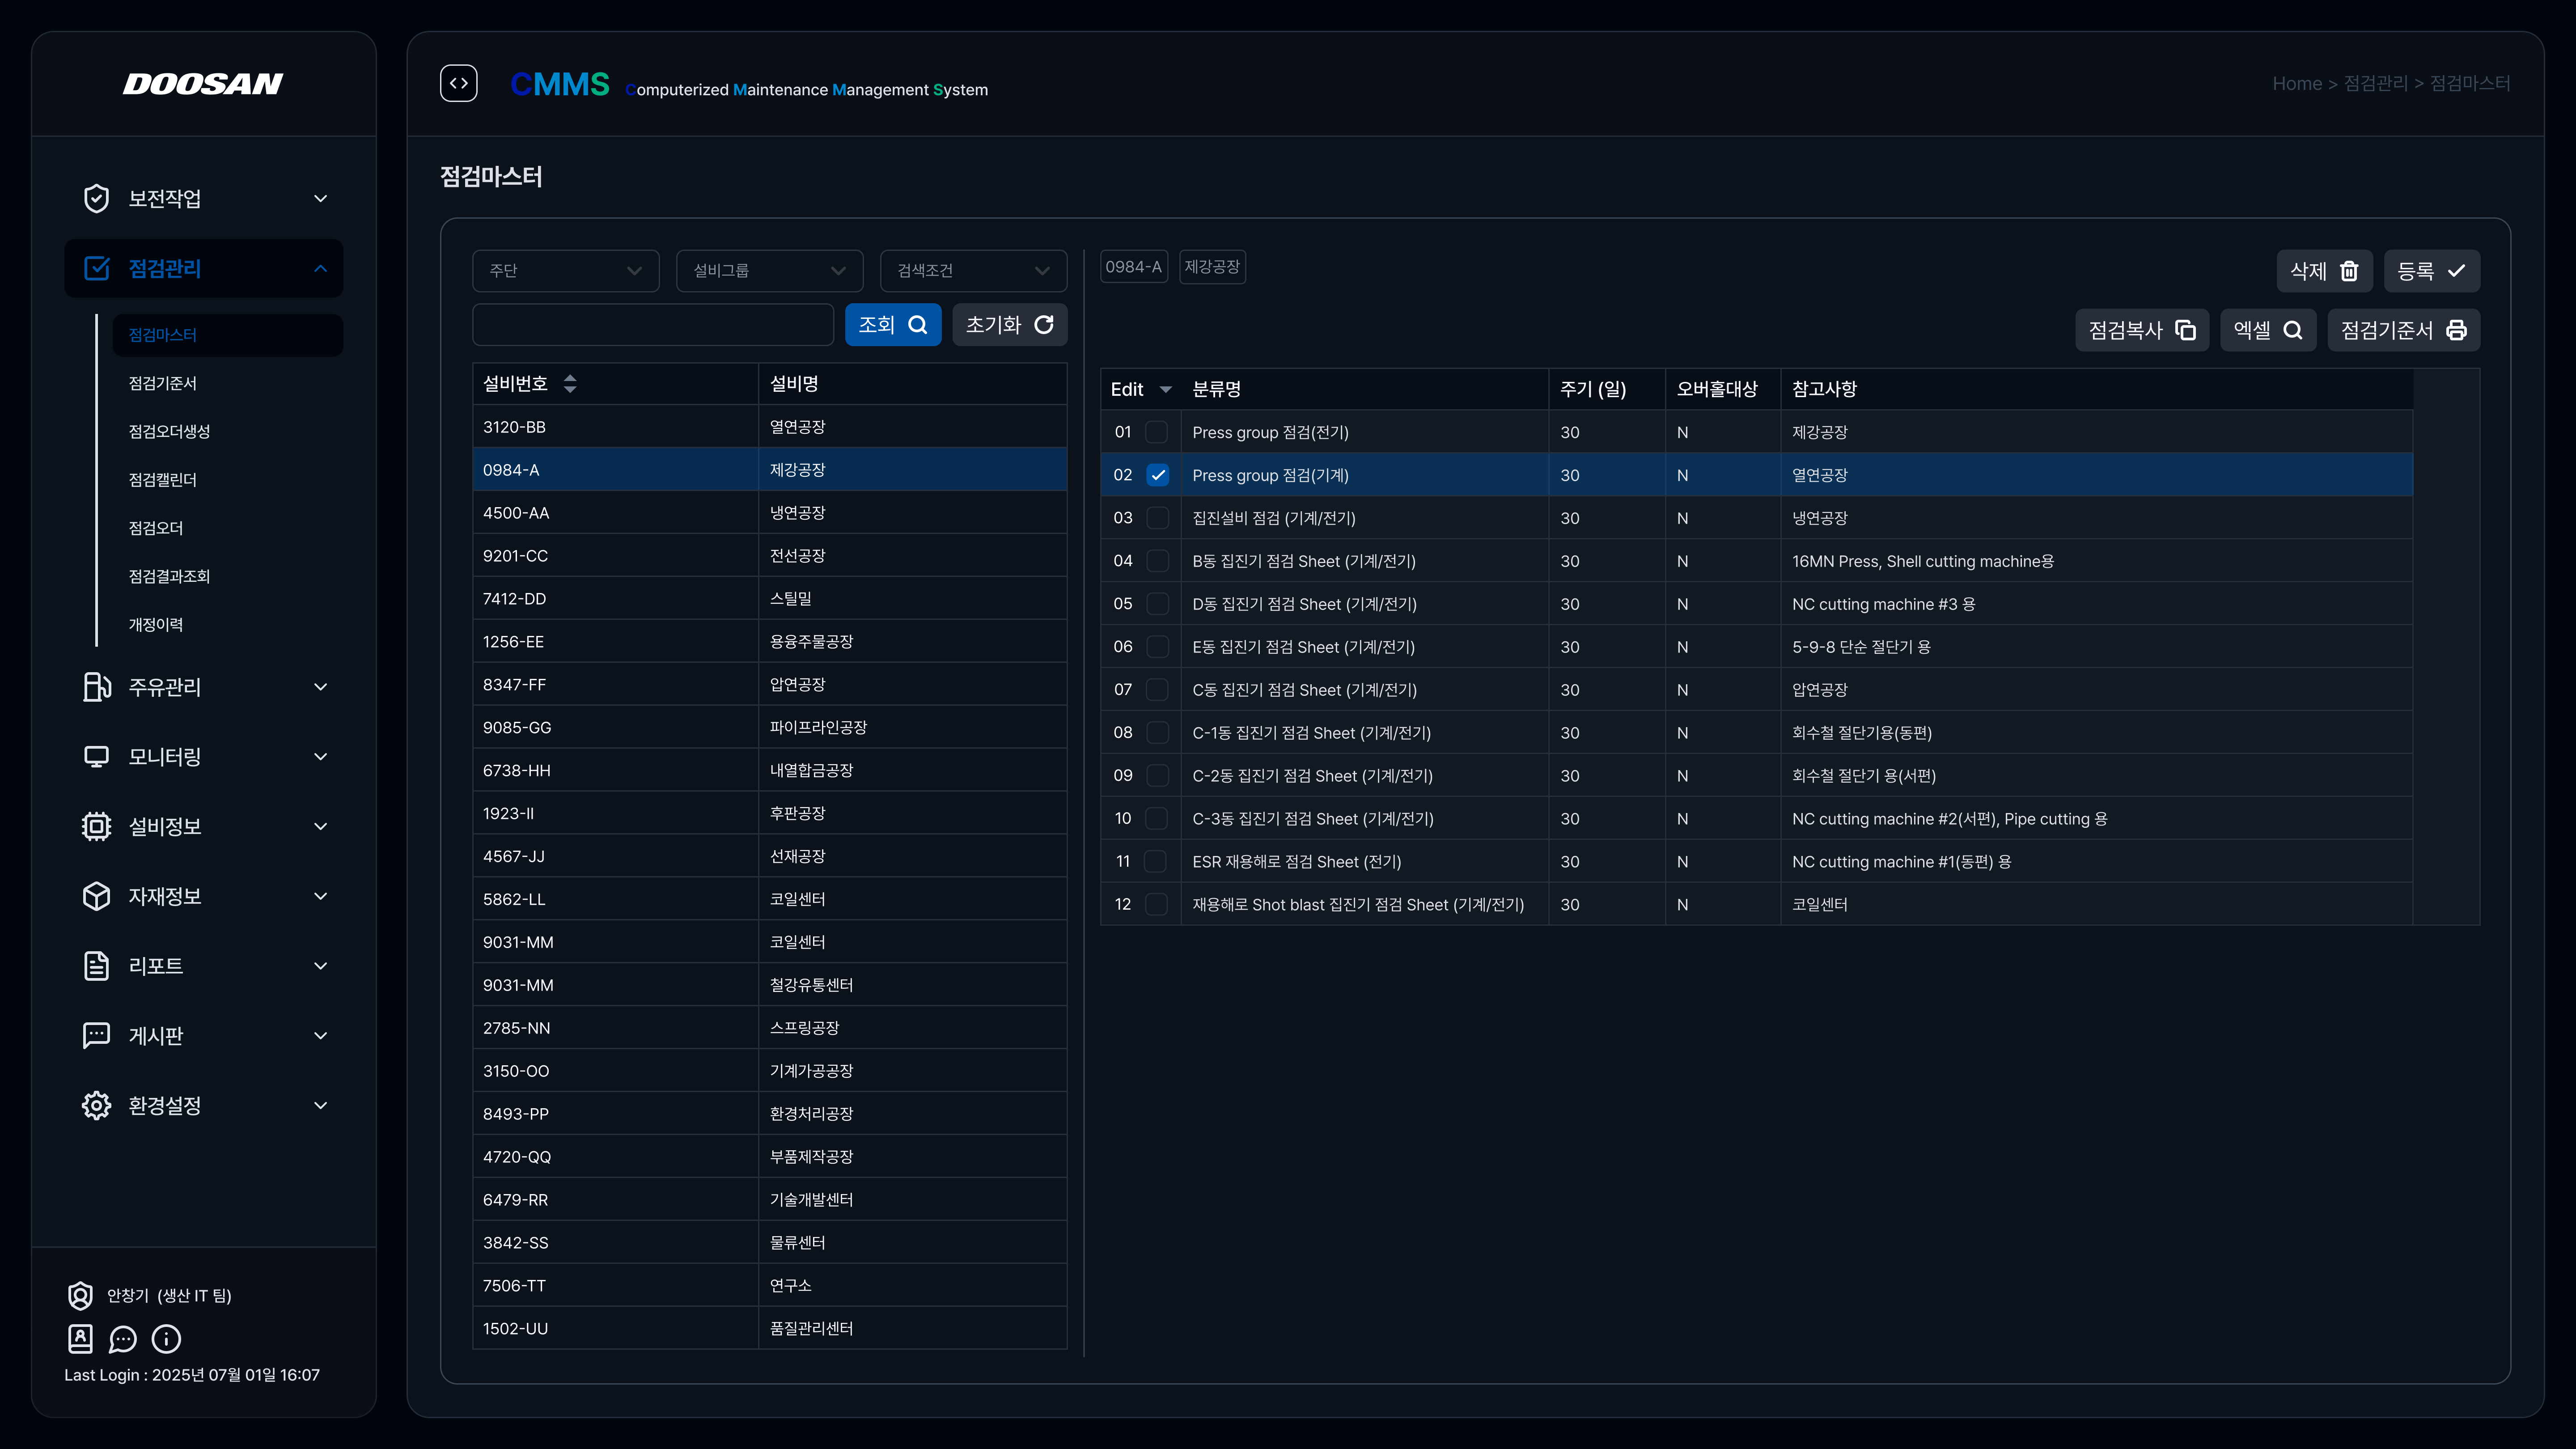 DOOSAN
보전작업
점검관리
점검마스터
점검기준서
점검오더생성
점검캘린더
점검오더
점검결과조회
개정이력
주유관리
모니터링
설비정보
자재정보
리포트
게시판
환경설정
안창기 (생산 IT 팀)
Last Login : 2025년 07월 01일 16:07
CMMS Computerized Maintenance Management System
Home > 점검관리 > 점검마스터
점검마스터
주단 설비그룹 검색조건
조회 초기화
설비번호 설비명
3120-BB 열연공장
0984-A 제강공장
4500-AA 냉연공장
9201-CC 전선공장
7412-DD 스틸밀
1256-EE 용융주물공장
8347-FF 압연공장
9085-GG 파이프라인공장
6738-HH 내열합금공장
1923-II 후판공장
4567-JJ 선재공장
5862-LL 코일센터
9031-MM 코일센터
9031-MM 철강유통센터
2785-NN 스프링공장
3150-OO 기계가공공장
8493-PP 환경처리공장
4720-QQ 부품제작공장
6479-RR 기술개발센터
3842-SS 물류센터
7506-TT 연구소
1502-UU 품질관리센터
0984-A 제강공장
삭제 등록
점검복사 엑셀 점검기준서
Edit 분류명 주기 (일) 오버홀대상 참고사항
01 Press group 점검(전기) 30 N 제강공장
02 Press group 점검(기계) 30 N 열연공장
03 집진설비 점검 (기계/전기) 30 N 냉연공장
04 B동 집진기 점검 Sheet (기계/전기) 30 N 16MN Press, Shell cutting machine용
05 D동 집진기 점검 Sheet (기계/전기) 30 N NC cutting machine #3 용
06 E동 집진기 점검 Sheet (기계/전기) 30 N 5-9-8 단순 절단기 용
07 C동 집진기 점검 Sheet (기계/전기) 30 N 압연공장
08 C-1동 집진기 점검 Sheet (기계/전기) 30 N 회수철 절단기용(동편)
09 C-2동 집진기 점검 Sheet (기계/전기) 30 N 회수철 절단기 용(서편)
10 C-3동 집진기 점검 Sheet (기계/전기) 30 N NC cutting machine #2(서편), Pipe cutting 용
11 ESR 재용해로 점검 Sheet (전기) 30 N NC cutting machine #1(동편) 용
12 재용해로 Shot blast 집진기 점검 Sheet (기계/전기) 30 N 코일센터